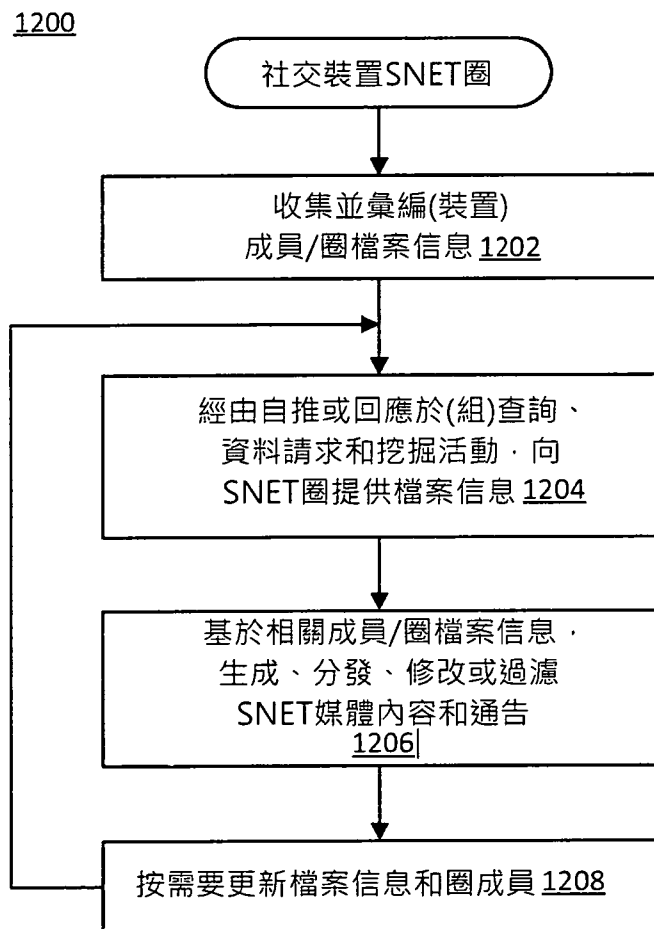 1200
社交裝置SNET圈
收集並彙編(裝置)
成員/圈檔案信息 1202
經由自推或回應於(組)查詢、
資料請求和挖掘活動，向
SNET圈提供檔案信息 1204
基於相關成員/圈檔案信息，
生成、分發、修改或過濾
SNET媒體內容和通告
1206
按需要更新檔案信息和圈成員 1208